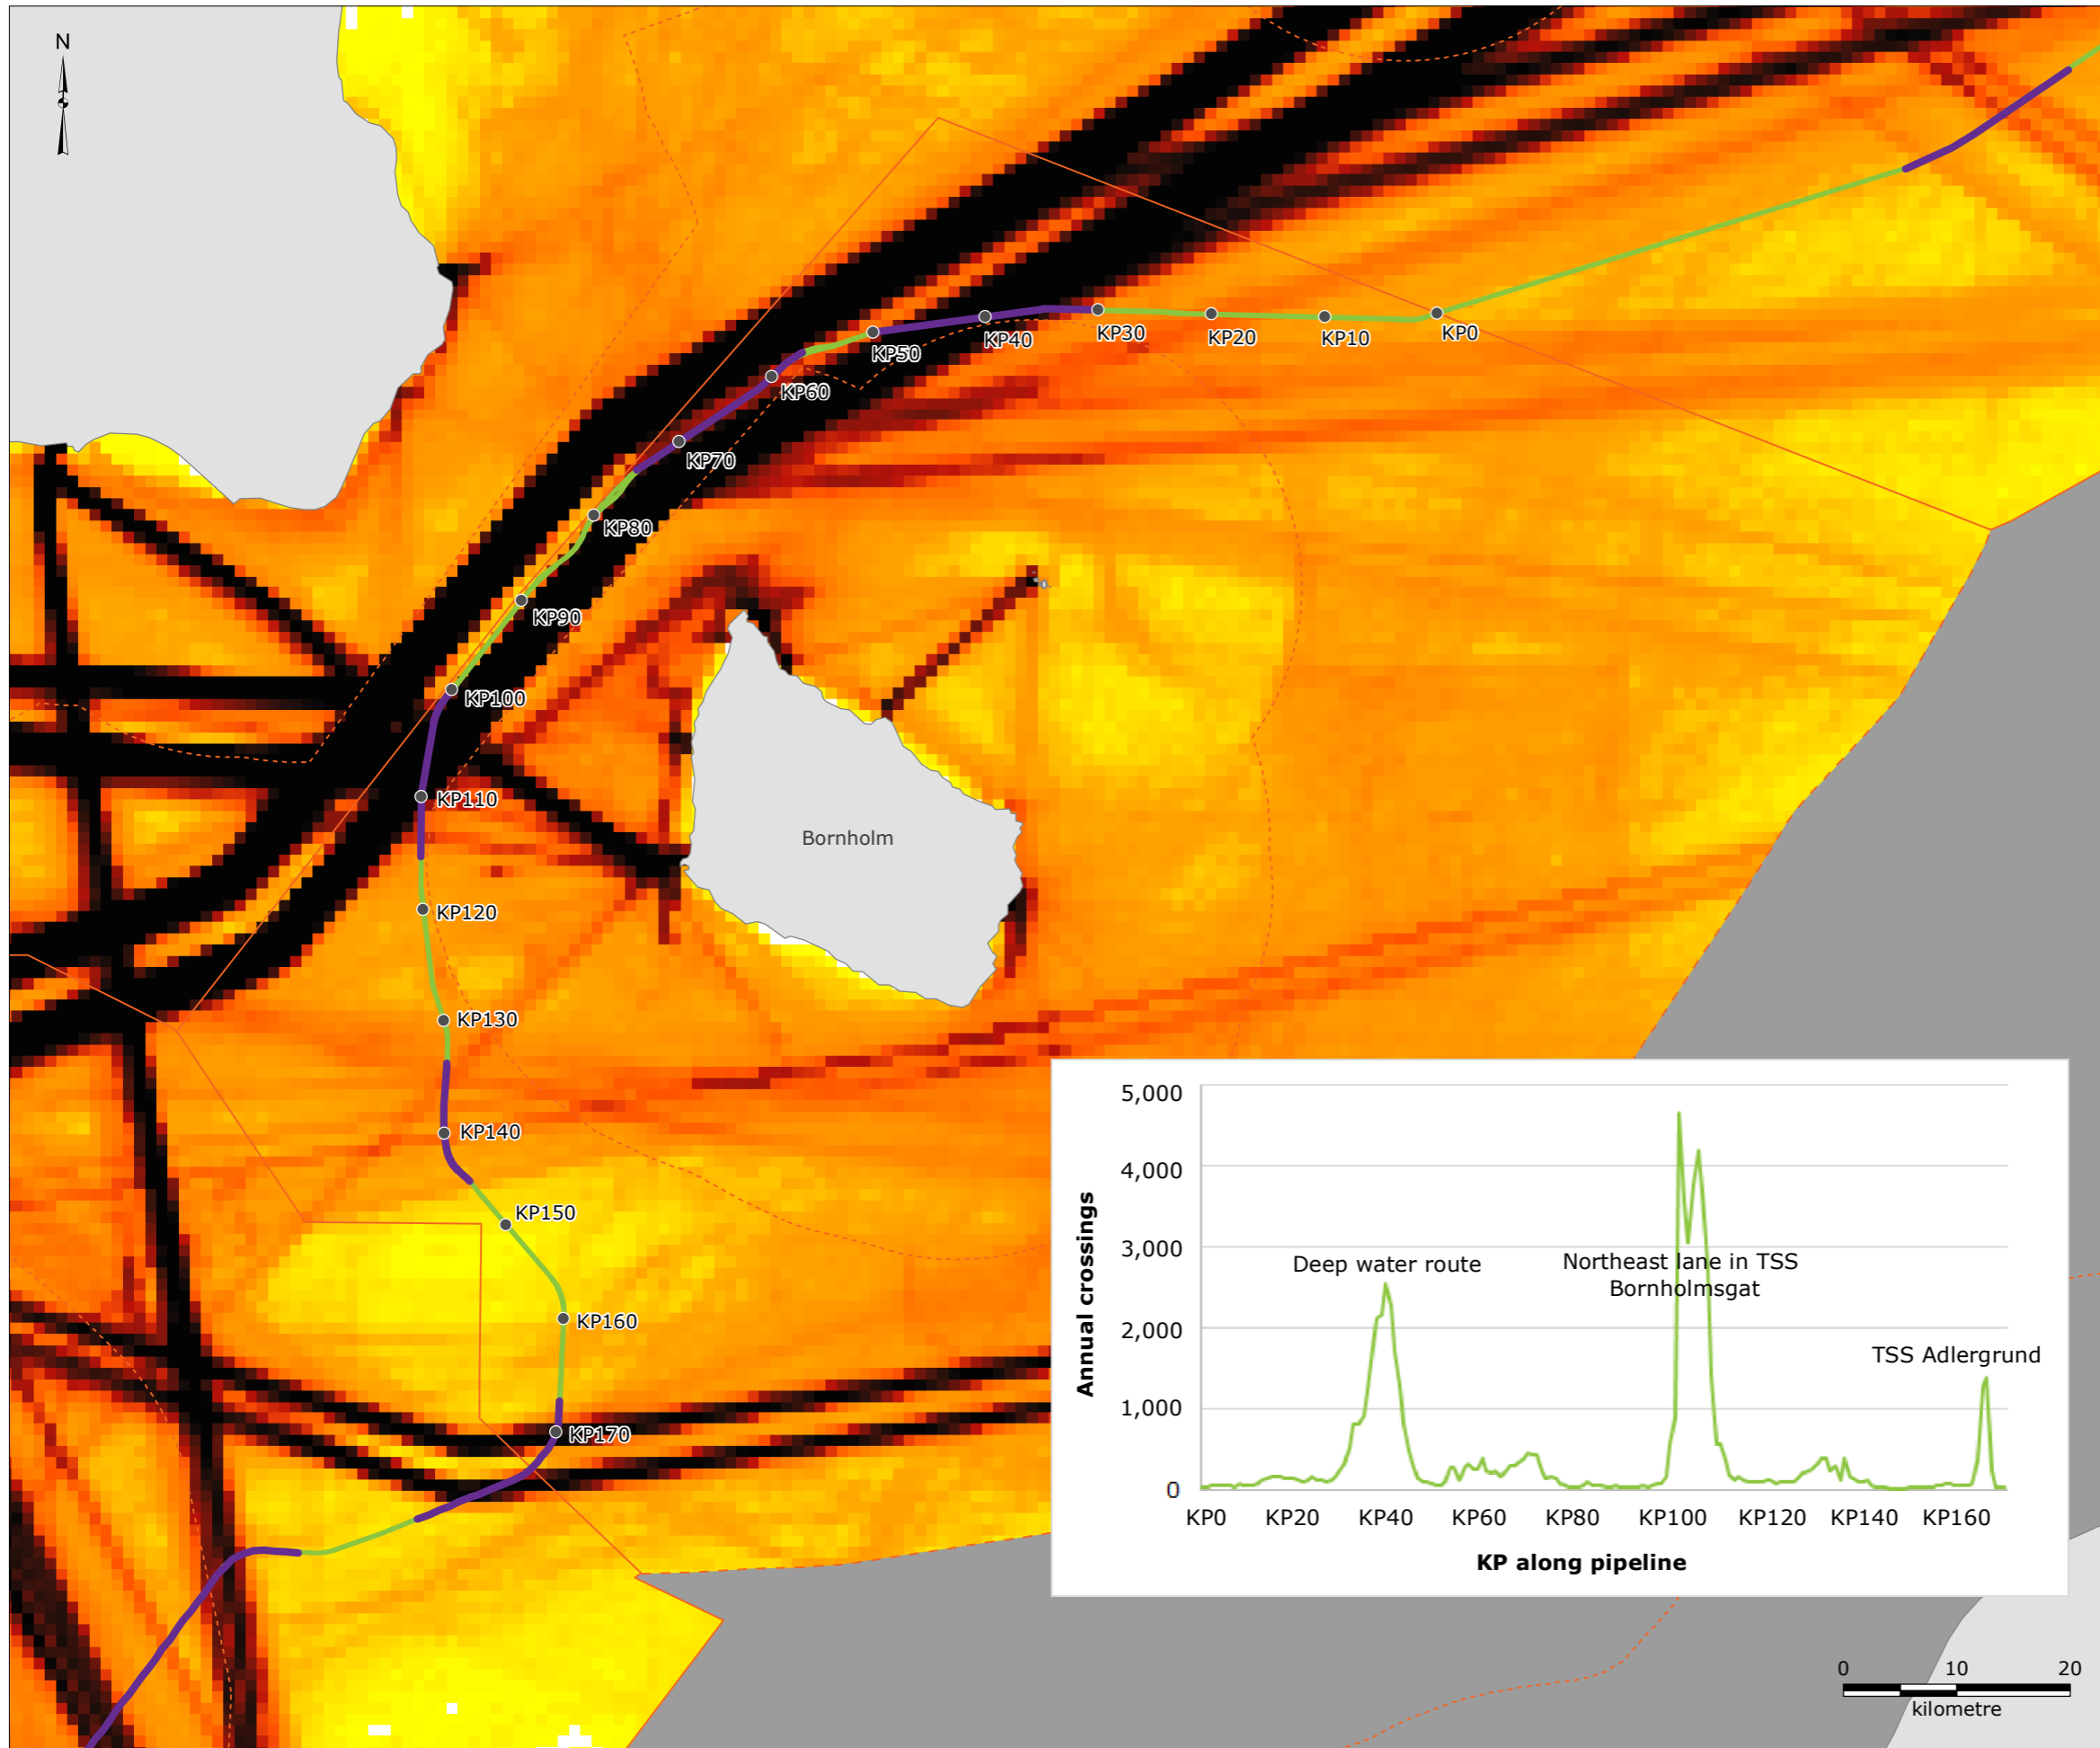 N
KP0
KP10
KP20
KP30
KP40
KP50
KP60
KP70
KP80
KP90
KP100
KP110
KP120
KP130
KP140
KP150
KP160
KP170
Bornholm
5,000
4,000
3,000
2,000
1,000
0
Annual crossings
Deep water route
Northeast lane in TSS
Bornholmsgat
TSS Adlergrund
KP0 KP20 KP40 KP60 KP80 KP100 KP120 KP140 KP160
KP along pipeline
0 10 20
kilometre